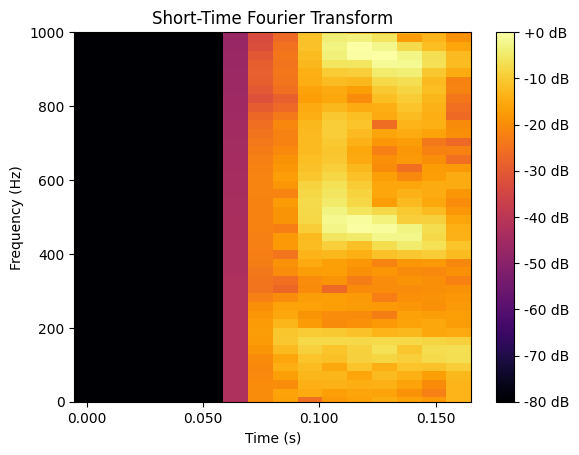 Short-Time Fourier Transform
1000
800
600
400
200
0
Frequency (Hz)
0.000
0.050
0.100
0.150
Time (s)
+0 dB
-10 dB
-20 dB
-30 dB
-40 dB
-50 dB
-60 dB
-70 dB
-80 dB